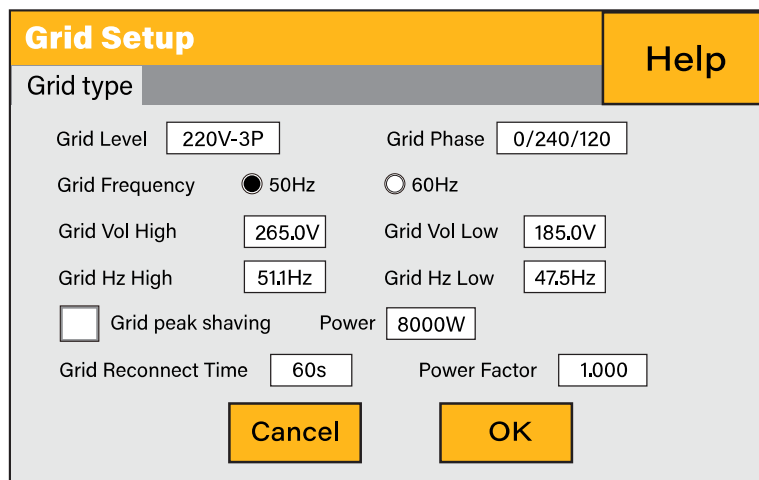 Grid Setup
Help
Grid type
Grid Level 220V-3P Grid Phase 0/240/120
Grid Frequency 50Hz 60Hz
Grid Vol High 265.0V Grid Vol Low 185.0V
Grid Hz High 51.1Hz Grid Hz Low 47.5Hz
Grid peak shaving Power 8000W
Grid Reconnect Time 60s Power Factor 1.000
Cancel OK